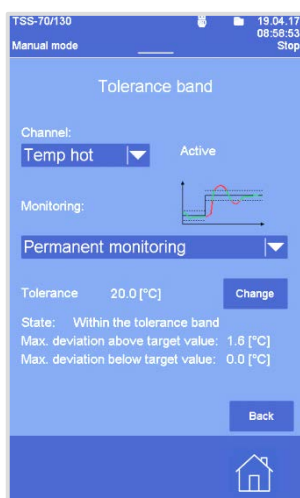 TSS-70/130 19.04.17
08:56:53
Manual mode Stop
Tolerance band
Channel:
Temp hot Active
Monitoring:
Permanent monitoring
Tolerance 20.0 [°C] Change
State: Within the tolerance band
Max. deviation above target value: 1.6 [°C]
Max. deviation below target value: 0.0 [°C]
Back